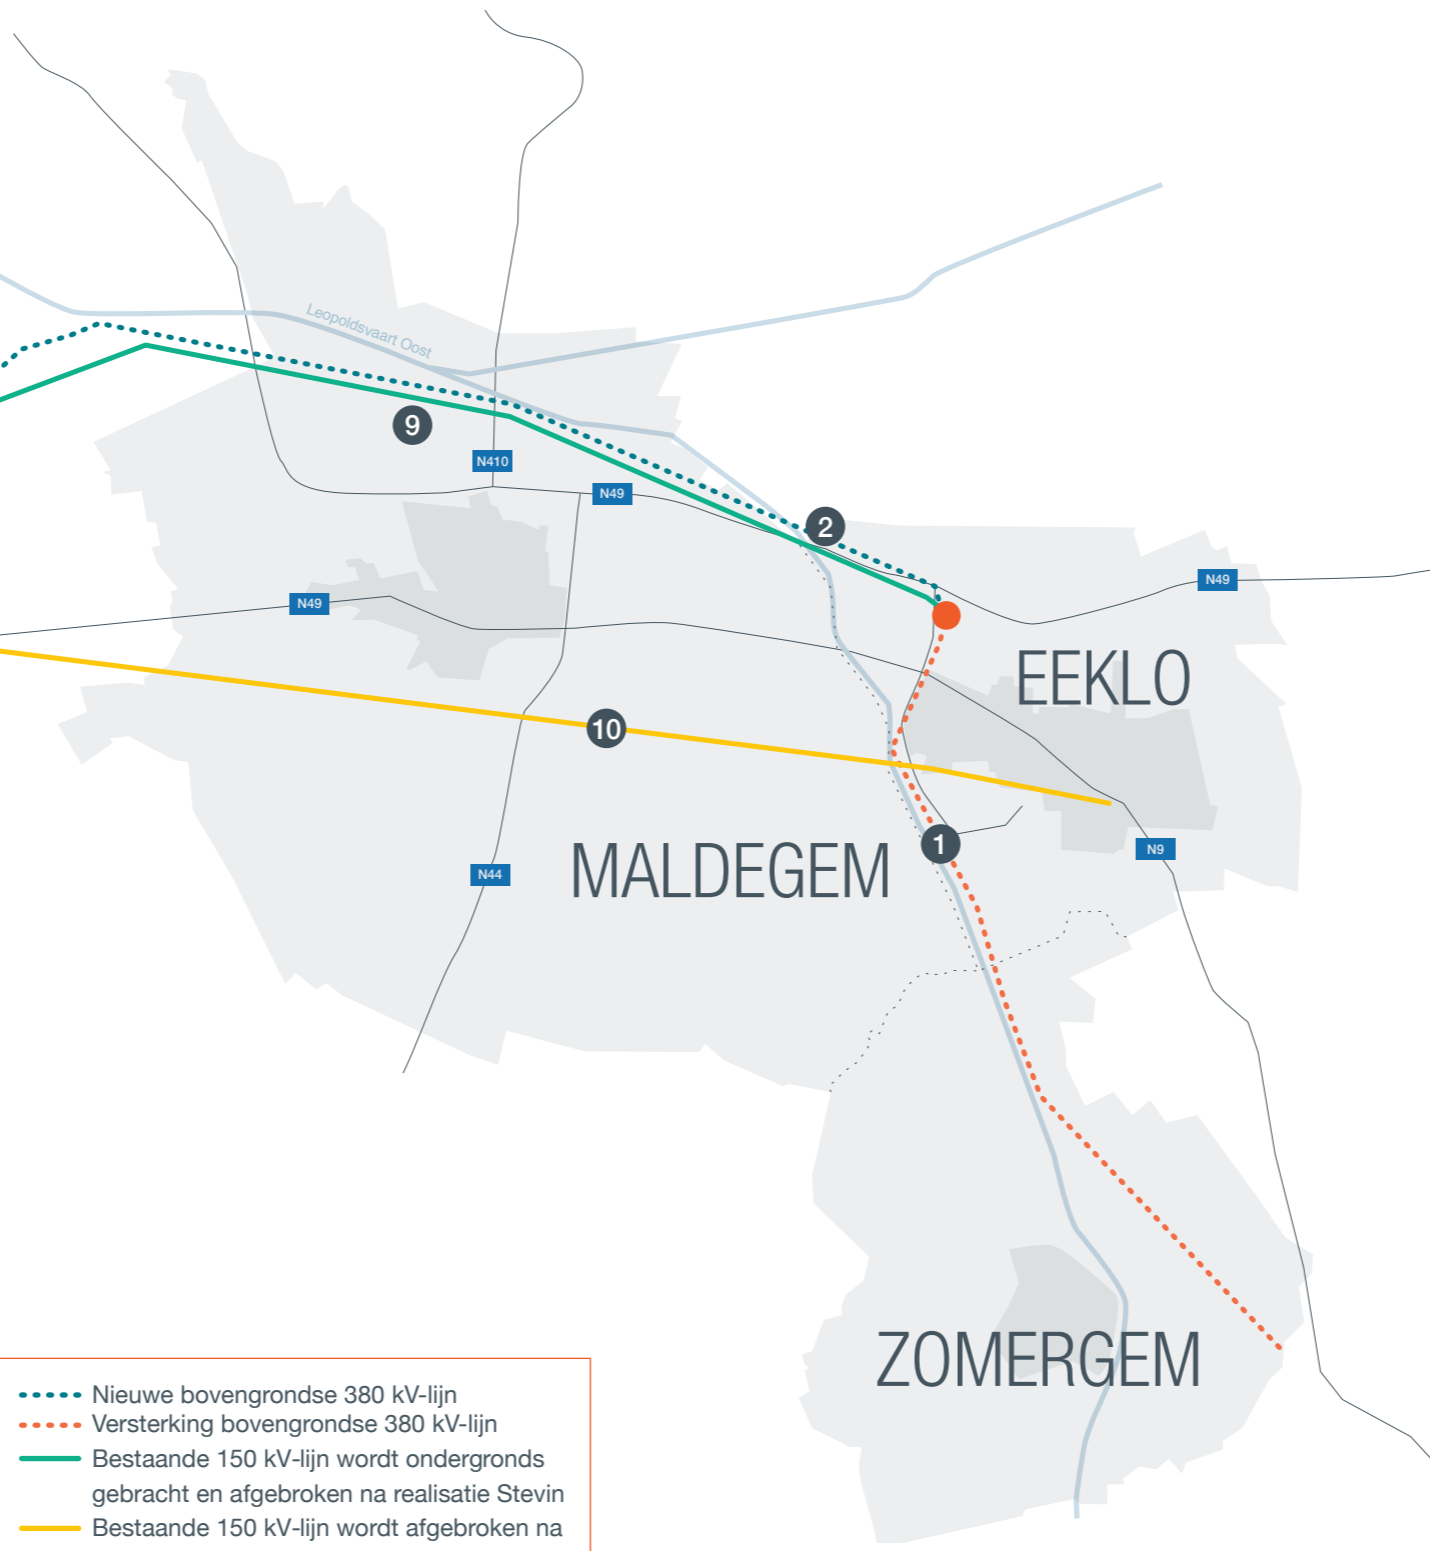 Leopoldsvaart Oost
9
N410
N49
2
N49
N49
EEKLO
10
1
MALDEGEM
N9
N44
ZOMERGEM
Nieuwe bovengrondse 380 kV-lijn
Versterking bovengrondse 380 kV-lijn
Bestaande 150 kV-lijn wordt ondergronds
gebracht en afgebroken na realisatie Stevin
Bestaande 150 kV-lijn wordt afgebroken na